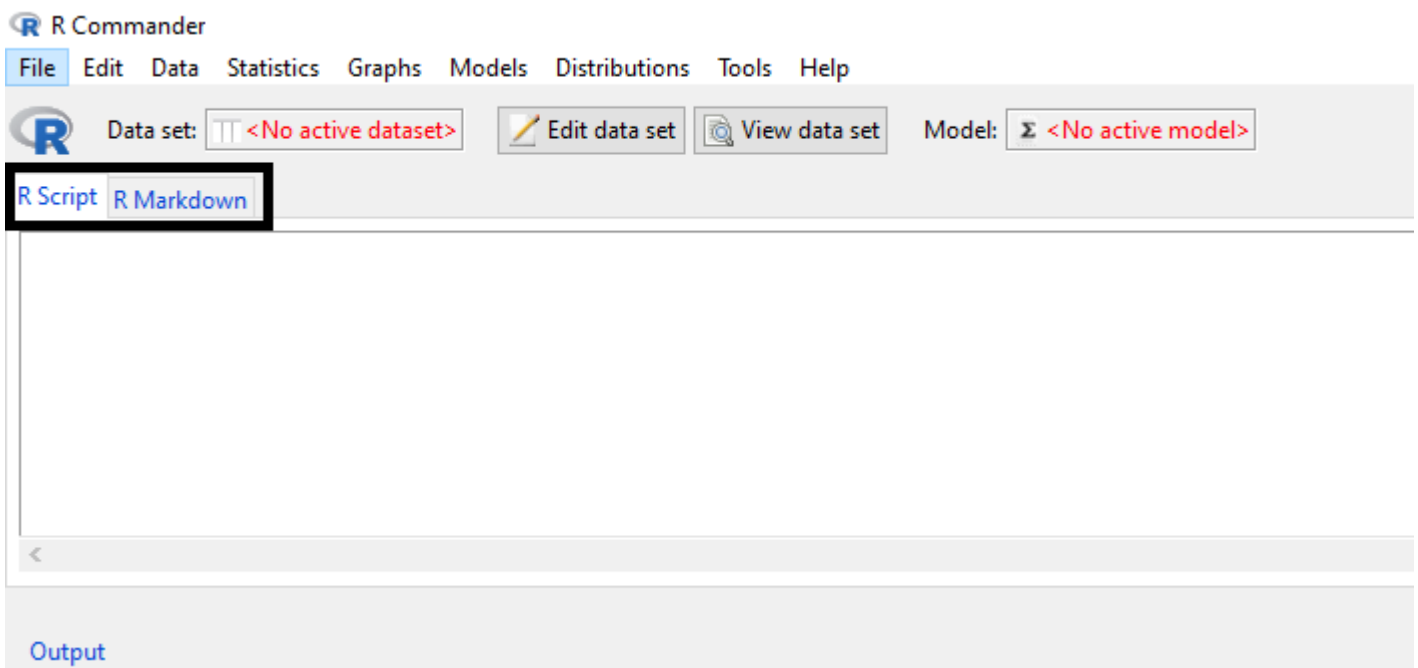 R Commander
File Edit Data Statistics Graphs Models Distributions Tools Help
R Data set: <No active dataset> Edit data set View data set Model: Σ <No active model>
R Script R Markdown
Output